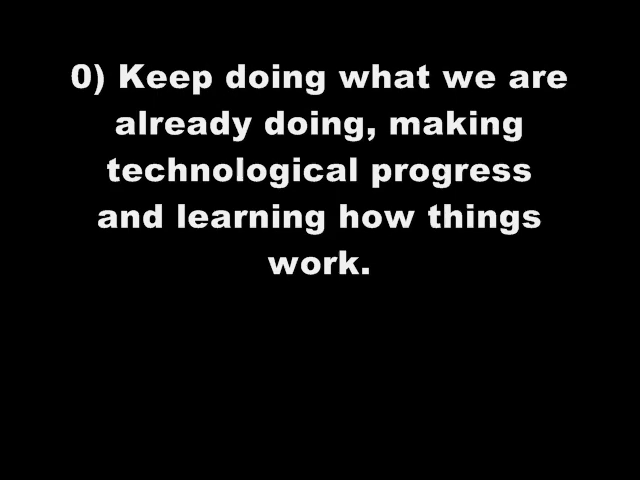 0) Keep doing what we are
already doing, making
technological progress
and learning how things
work.